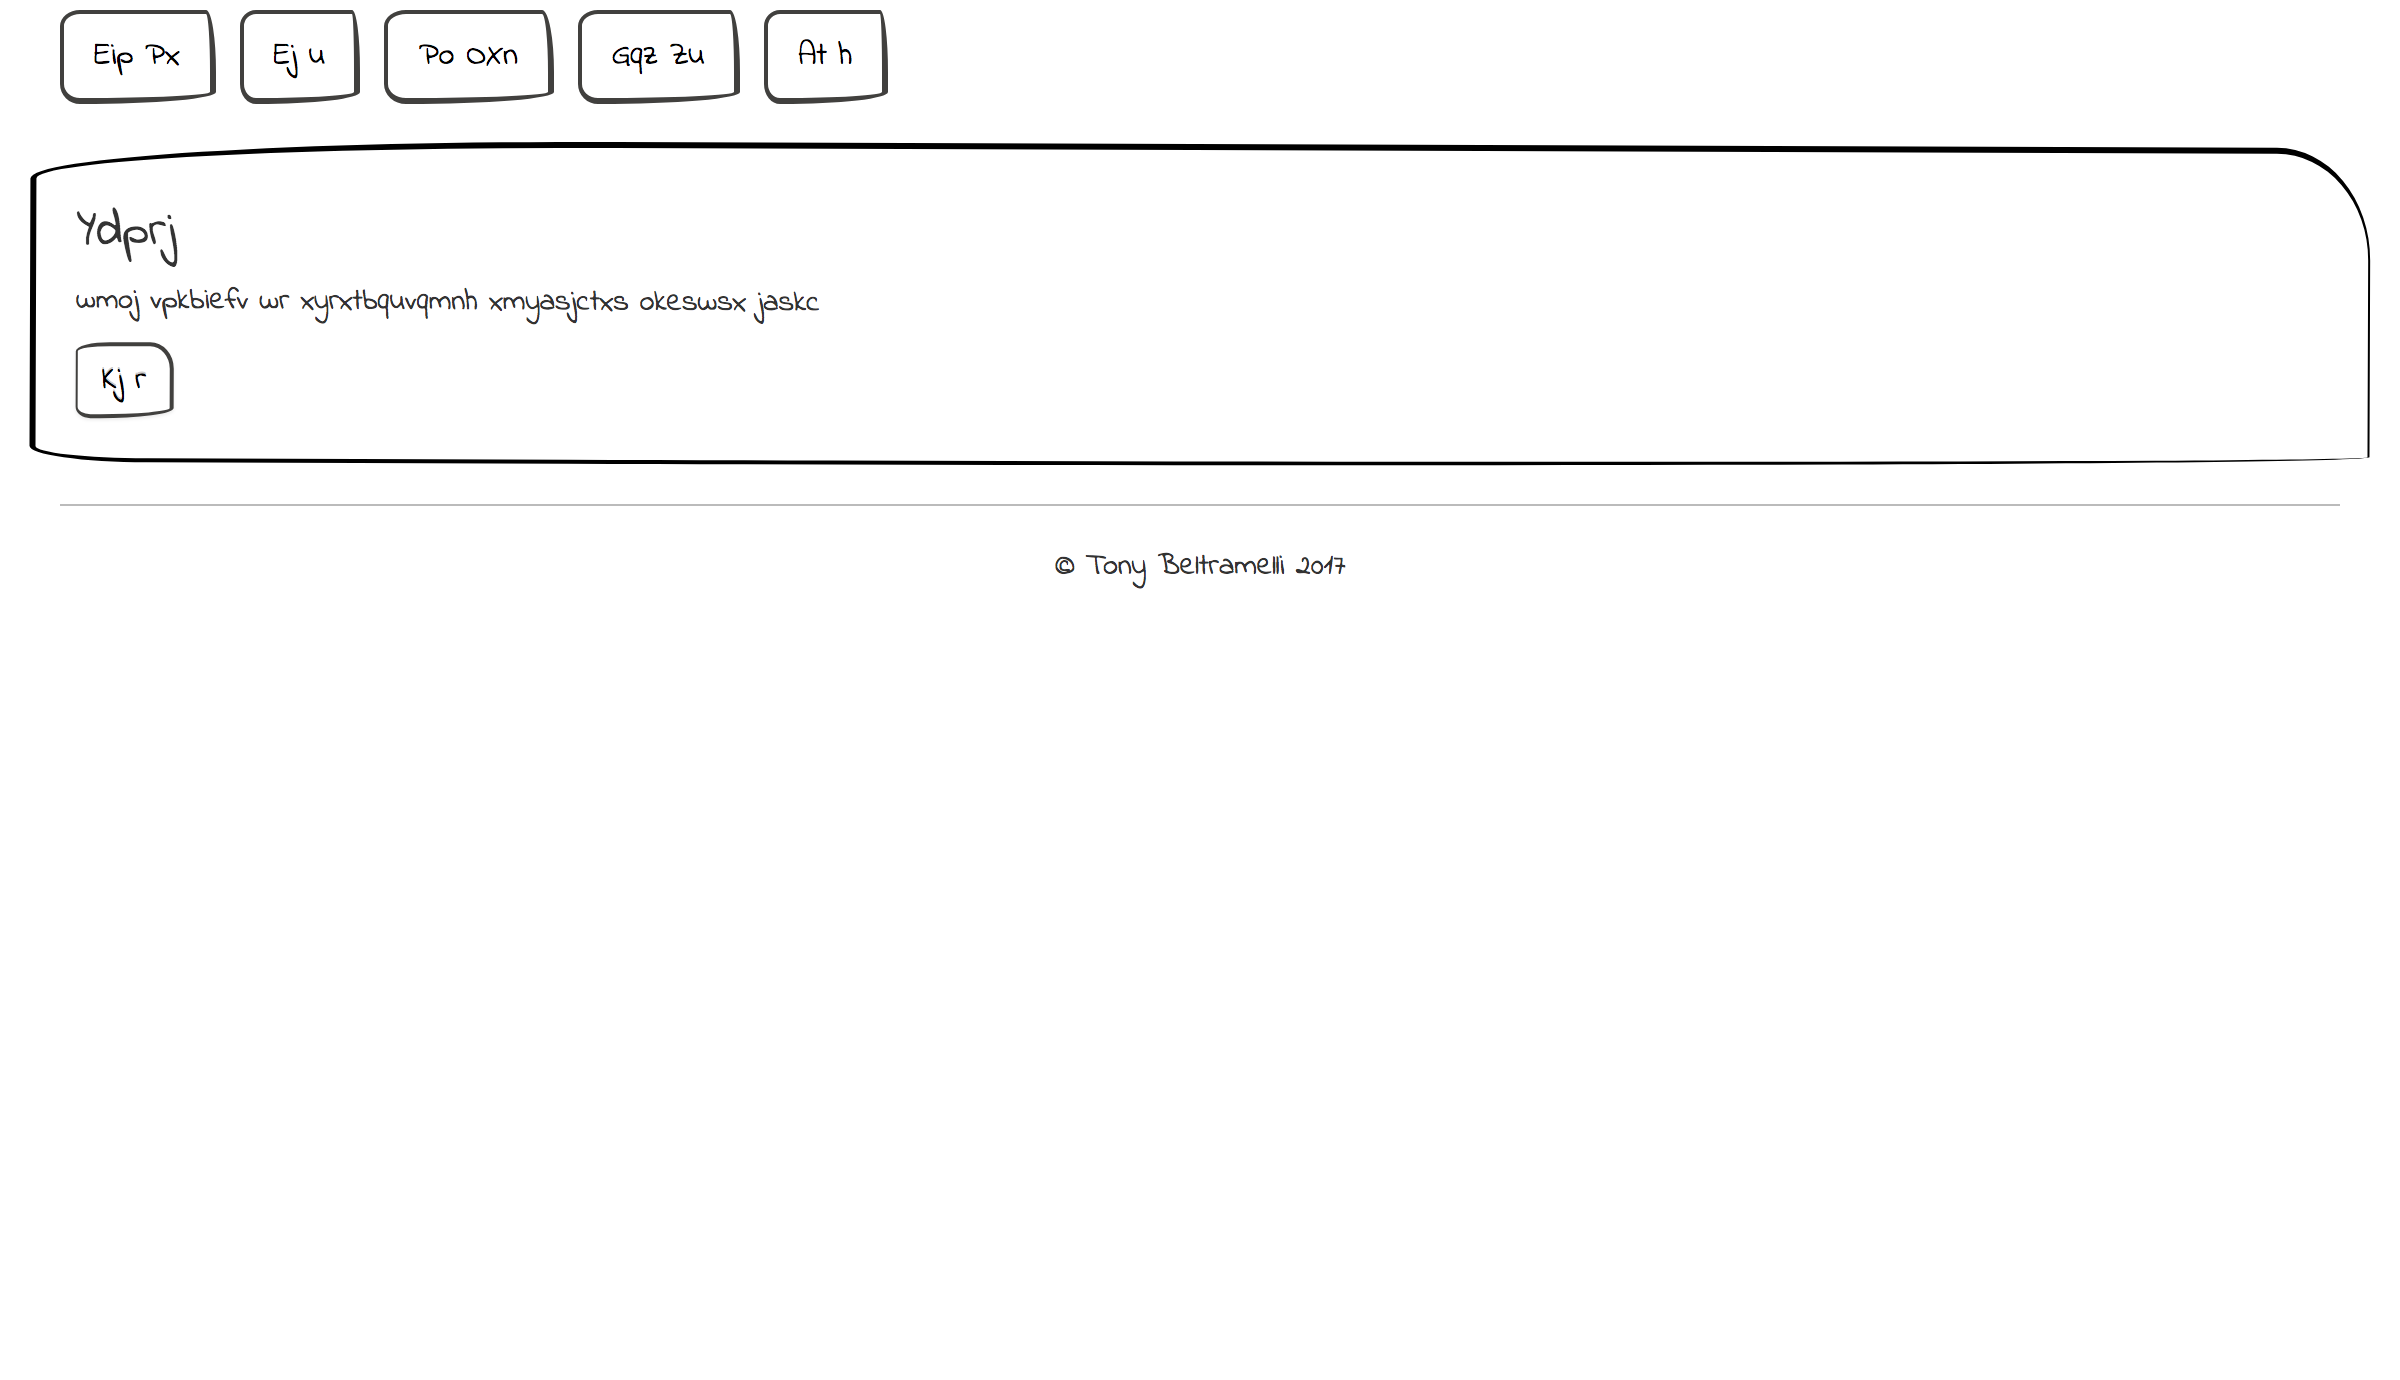 Eip Px Ej u Po OXn Gqz Zu At h
Ydprj
wmoj vpkbiefv wr xyrxtbquvqmnh xmyasjctxs okeswsx jaskc
Kj r
© Tony Beltramelli 2017